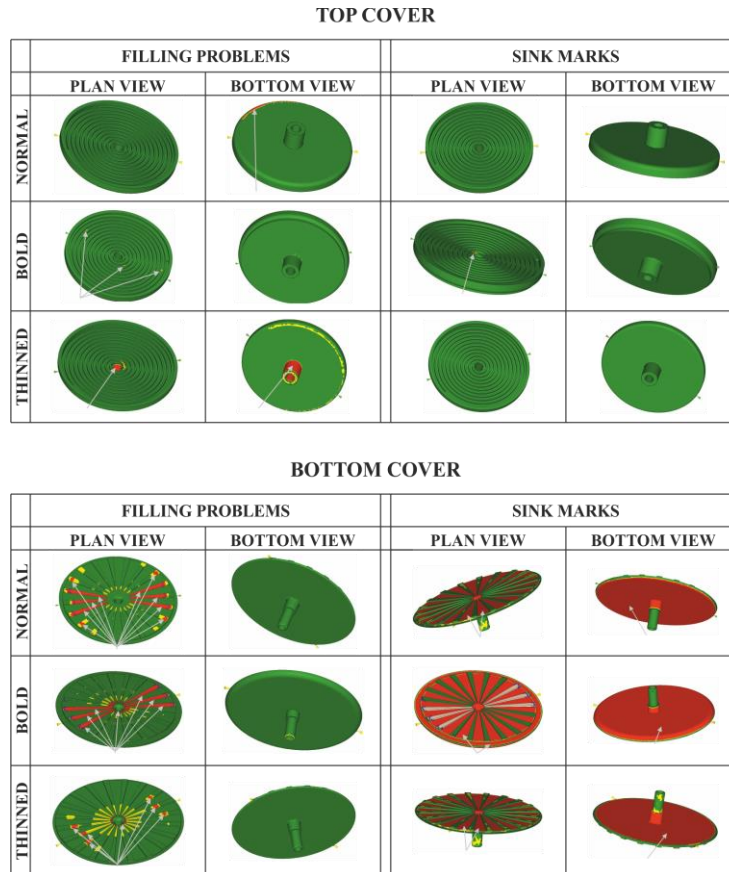 TOP COVER
FILLING PROBLEMS SINK MARKS
PLAN VIEW BOTTOM VIEW PLAN VIEW BOTTOM VIEW
NORMAL
BOLD
THINNED
BOTTOM COVER
FILLING PROBLEMS SINK MARKS
PLAN VIEW BOTTOM VIEW PLAN VIEW BOTTOM VIEW
NORMAL
BOLD
THINNED